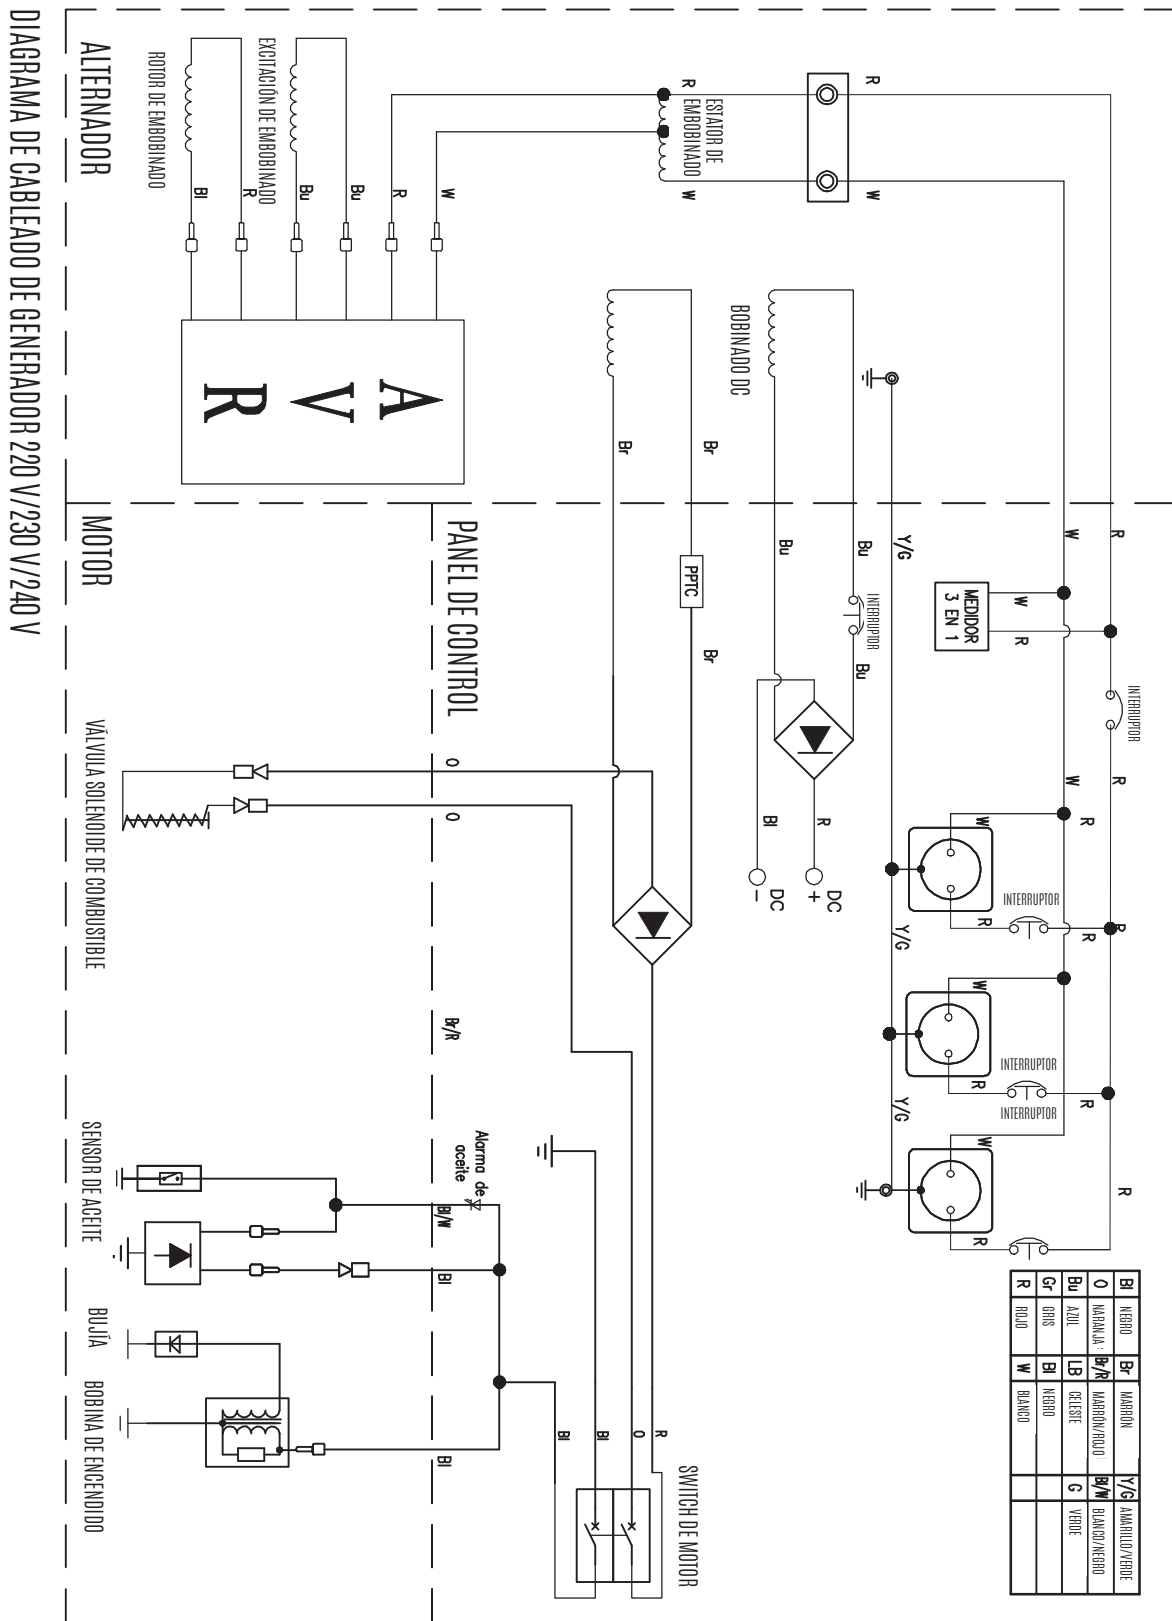 DIAGRAMA DE CABLEADO DE GENERADOR 220 V/230 V/240 V
ALTERNADOR
ROTOR DE EMBOBINADO
EXCITACIÓN DE EMBOBINADO
ESTATOR DE
EMBOBINADO
BOBINADO DC
Bl
R
Bu
Bu
R
W
R
W
R
W
A
V
R
Br
Br
MOTOR
PANEL DE CONTROL
PPTC
Br
Bu
Bu
Bu
INTERRUPTOR
Y/G
W
R
MEDIDOR
3 EN 1
W
R
INTERRUPTOR
W
R
R
Bl
R
DC
-
DC
+
W
R
INTERRUPTOR
R
R
Y/G
W
R
INTERRUPTOR
INTERRUPTOR
R
Y/G
W
R
R
VÁLVULA SOLENOIDE DE COMBUSTIBLE
O
O
Br/R
SENSOR DE ACEITE
Alarma de
aceite
Bl/W
Bl
BUJÍA
BOBINA DE ENCENDIDO
Bl
Bl
Bl
O
R
SWITCH DE MOTOR
Bl NEGRO Br MARRÓN Y/G AMARILLO/VERDE
O NARANJA Br/R MARRÓN/ROJO Bl/W BLANCO/NEGRO
Bu AZUL LB CELESTE G VERDE
Gr GRIS Bl NEGRO
R ROJO W BLANCO